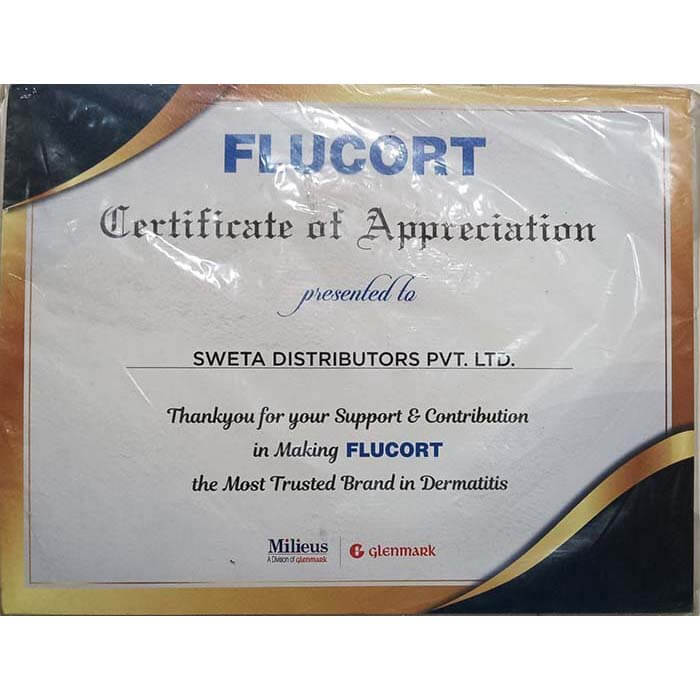 FLUCORT
Certificate of Appreciation
presented to
SWETA DISTRIBUTORS PVT. LTD.
Thankyou for your Support & Contribution
in Making FLUCORT
the Most Trusted Brand in Dermatitis
Milieus
A Division of glenmark
G glenmark